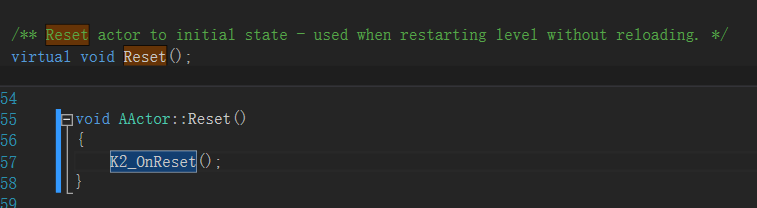 /** Reset actor to initial state - used when restarting level without reloading. */
virtual void Reset();
54
55 void AActor::Reset()
56 {
57 K2_OnReset();
58 }
59